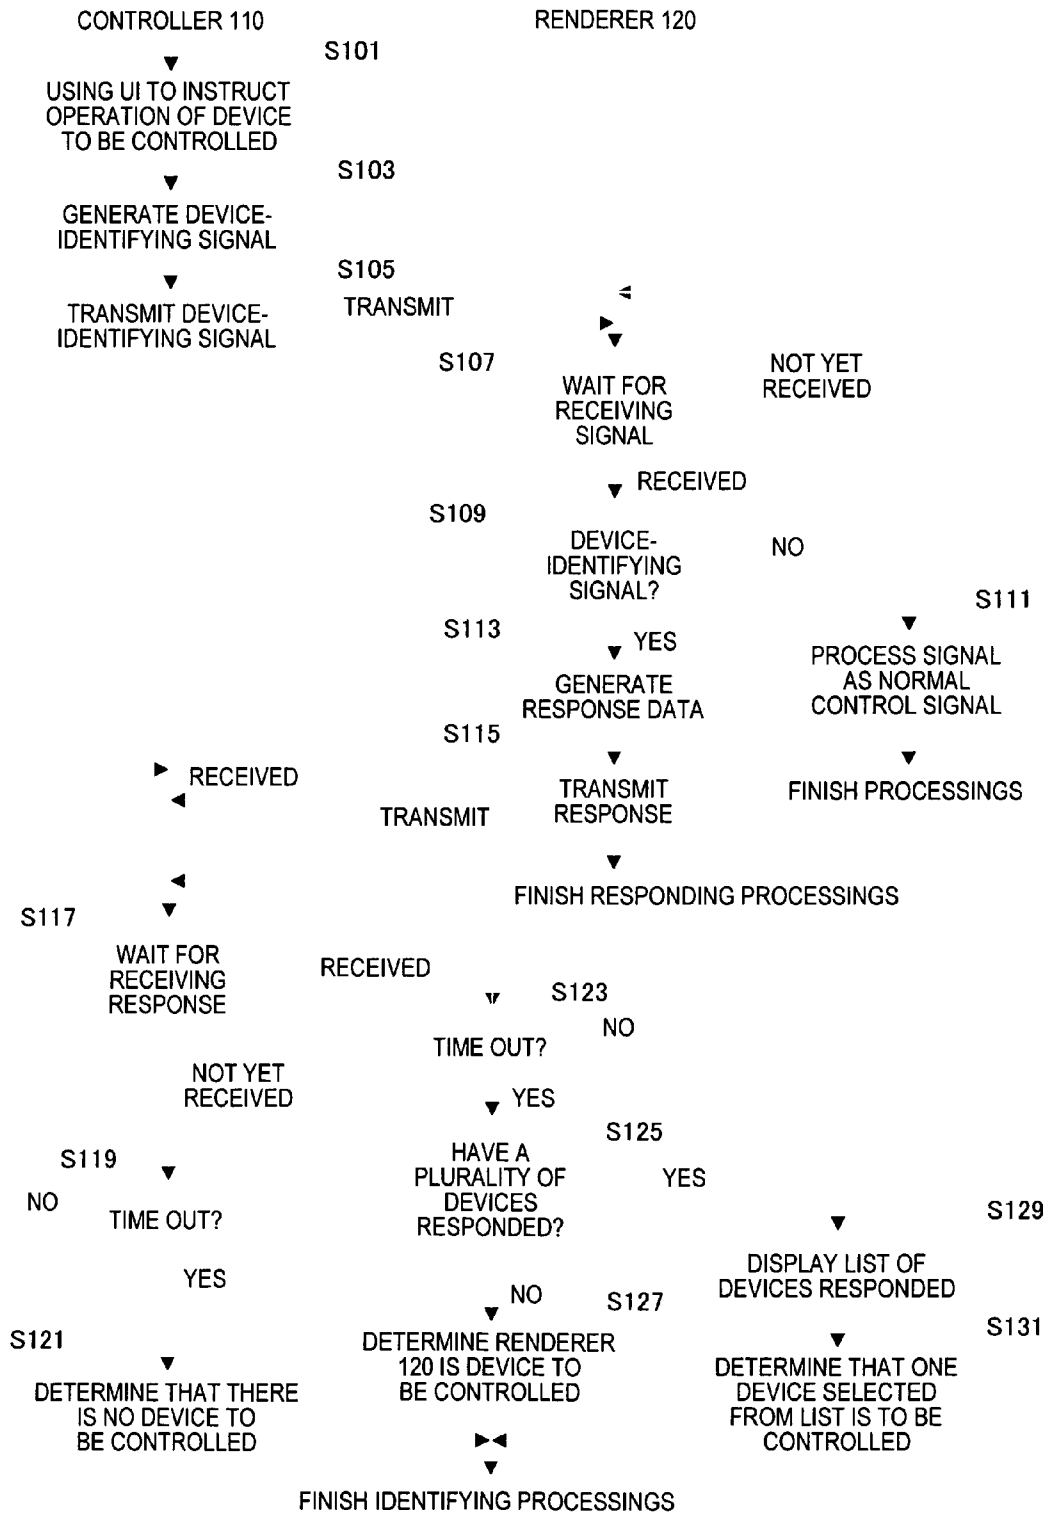 CONTROLLER 110
RENDERER 120
S101
USING UI TO INSTRUCT
OPERATION OF DEVICE
TO BE CONTROLLED
S103
GENERATE DEVICE-
IDENTIFYING SIGNAL
S105
TRANSMIT DEVICE-
IDENTIFYING SIGNAL
TRANSMIT
S107
WAIT FOR
RECEIVING
SIGNAL
NOT YET
RECEIVED
RECEIVED
S109
DEVICE-
IDENTIFYING
SIGNAL?
NO
S111
PROCESS SIGNAL
AS NORMAL
CONTROL SIGNAL
FINISH PROCESSINGS
S113
YES
GENERATE
RESPONSE DATA
S115
TRANSMIT
RESPONSE
TRANSMIT
RECEIVED
FINISH RESPONDING PROCESSINGS
S117
WAIT FOR
RECEIVING
RESPONSE
RECEIVED
S123
NO
TIME OUT?
NOT YET
RECEIVED
YES
S125
HAVE A
PLURALITY OF
DEVICES
RESPONDED?
YES
S119
NO
TIME OUT?
YES
S129
DISPLAY LIST OF
DEVICES RESPONDED
NO
S127
S121
DETERMINE THAT THERE
IS NO DEVICE TO
BE CONTROLLED
DETERMINE RENDERER
120 IS DEVICE TO
BE CONTROLLED
S131
DETERMINE THAT ONE
DEVICE SELECTED
FROM LIST IS TO BE
CONTROLLED
FINISH IDENTIFYING PROCESSINGS